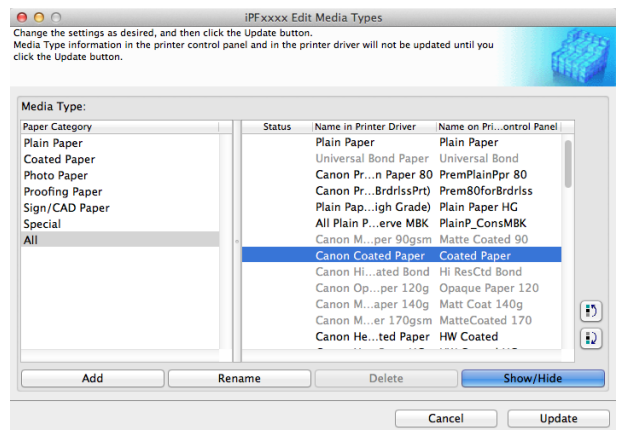 iPFxxxx Edit Media Types
Change the settings as desired, and then click the Update button.
Media Type information in the printer control panel and in the printer driver will not be updated until you
click the Update button.
Media Type:
Paper Category Status Name in Printer Driver Name on Pri...ontrol Panel
Plain Paper Plain Paper Plain Paper
Coated Paper Universal Bond Paper Universal Bond
Photo Paper Canon Pr...n Paper 80 PremPlainPpr 80
Proofing Paper Canon Pr...BrdrlssPrt) Prem80forBrdrlss
Sign/CAD Paper Plain Pap...igh Grade) Plain Paper HG
Special All Plain P...erve MBK PlainP_ConsMBK
All Canon M...per 90gsm Matte Coated 90
Canon Coated Paper Coated Paper
Canon Hi...ated Bond Hi ResCtd Bond
Canon Op...per 120g Opaque Paper 120
Canon M...aper 140g Matt Coat 140g
Canon M...er 170gsm MatteCoated 170
Canon He...ted Paper HW Coated
Add Rename Delete Show/Hide
Cancel Update